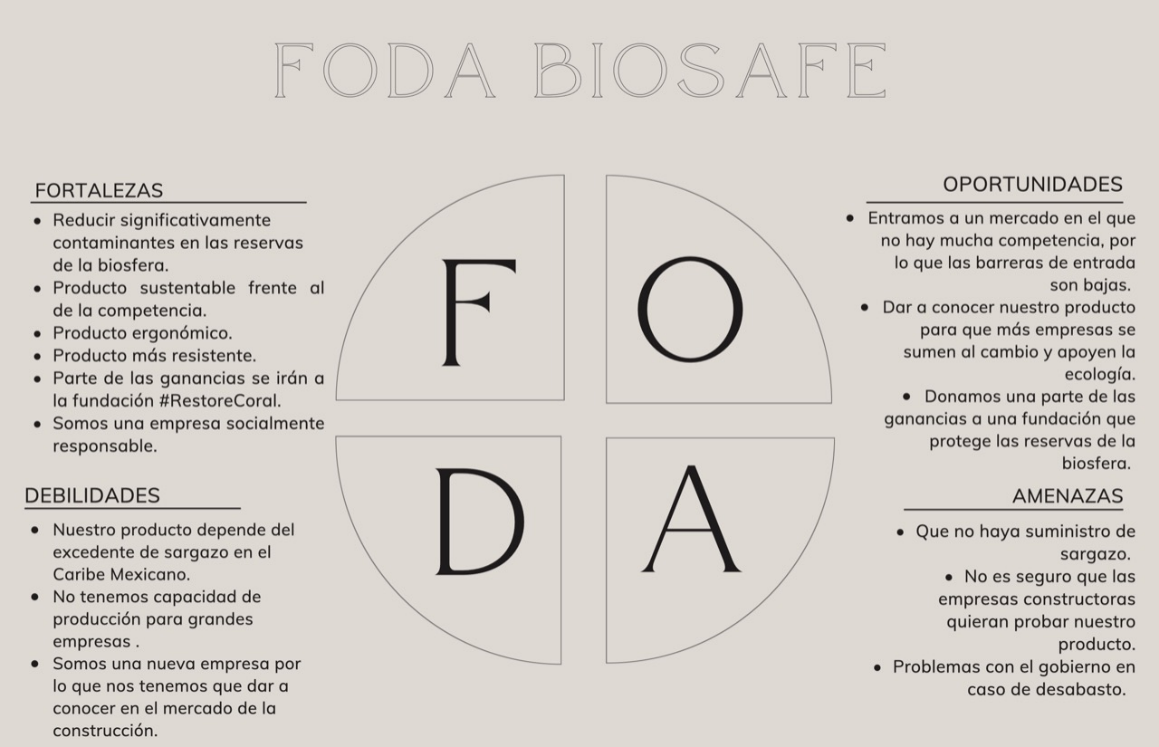 FODA BIOSAFE
FORTALEZAS
• Reducir significativamente
contaminantes en las reservas
de la biosfera.
• Producto sustentable frente al
de la competencia.
• Producto ergonómico.
• Producto más resistente.
• Parte de las ganancias se irán a
la fundación #RestoreCoral.
• Somos una empresa socialmente
responsable.
F
O
OPORTUNIDADES
• Entramos a un mercado en el que
no hay mucha competencia, por
lo que las barreras de entrada
son bajas.
• Dar a conocer nuestro producto
para que más empresas se
sumen al cambio y apoyen la
ecología.
• Donamos una parte de las
ganancias a una fundación que
protege las reservas de la
biosfera.
DEBILIDADES
• Nuestro producto depende del
excedente de sargazo en el
Caribe Mexicano.
• No tenemos capacidad de
producción para grandes
empresas .
• Somos una nueva empresa por
lo que nos tenemos que dar a
conocer en el mercado de la
construcción.
D
A
AMENAZAS
• Que no haya suministro de
sargazo.
• No es seguro que las
empresas constructoras
quieran probar nuestro
producto.
• Problemas con el gobierno en
caso de desabasto.